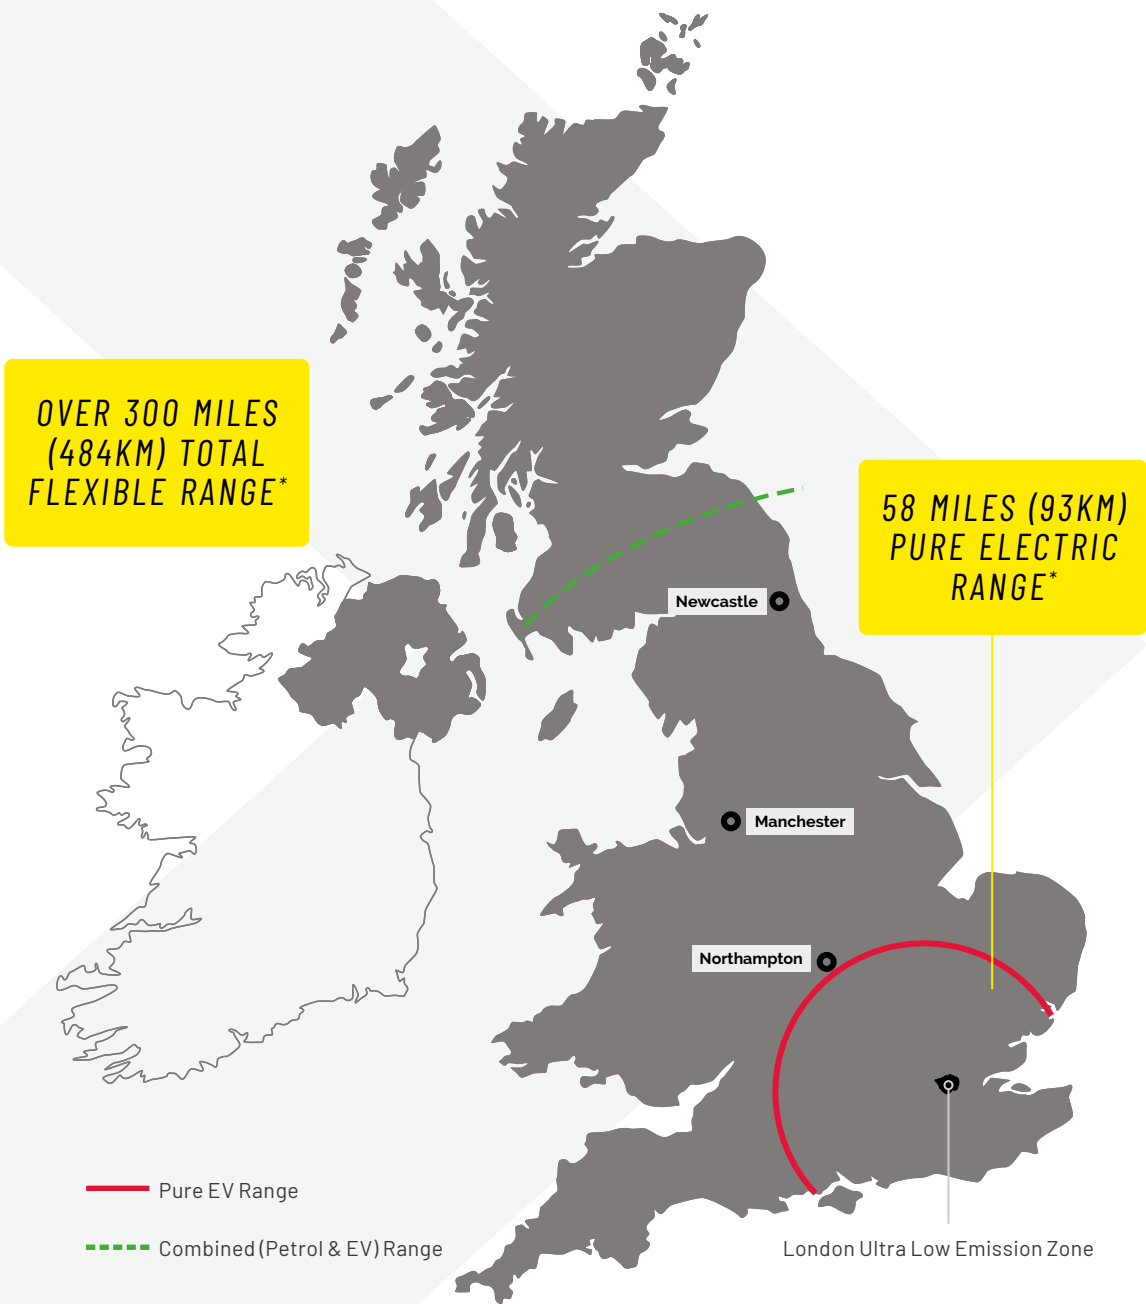 OVER 300 MILES
(484KM) TOTAL
FLEXIBLE RANGE*
58 MILES (93KM)
PURE ELECTRIC
RANGE*
Newcastle
Manchester
Northampton
Pure EV Range
Combined (Petrol & EV) Range
London Ultra Low Emission Zone